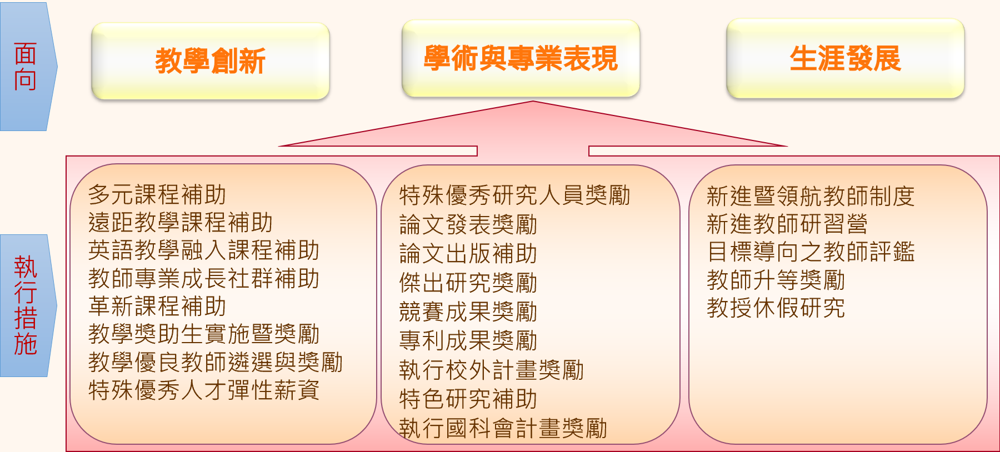 面向
教學創新
學術與專業表現
生涯發展
執行措施
多元課程補助
遠距教學課程補助
英語教學融入課程補助
教師專業成長社群補助
革新課程補助
教學獎助生實施暨獎勵
教學優良教師遴選與獎勵
特殊優秀人才彈性薪資
特殊優秀研究人員獎勵
論文發表獎勵
論文出版補助
傑出研究獎勵
競賽成果獎勵
專利成果獎勵
執行校外計畫獎勵
特色研究補助
執行國科會計畫獎勵
新進暨領航教師制度
新進教師研習營
目標導向之教師評鑑
教師升等獎勵
教授休假研究